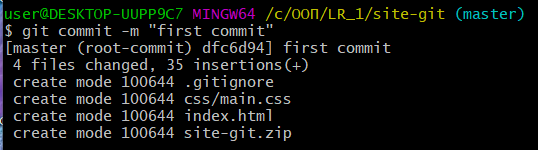 user@DESKTOP-UUPP9C7 MINGW64 /c/ООП/LR_1/site-git (master)
$ git commit -m "first commit"
[master (root-commit) dfc6d94] first commit
 4 files changed, 35 insertions(+)
 create mode 100644 .gitignore
 create mode 100644 css/main.css
 create mode 100644 index.html
 create mode 100644 site-git.zip